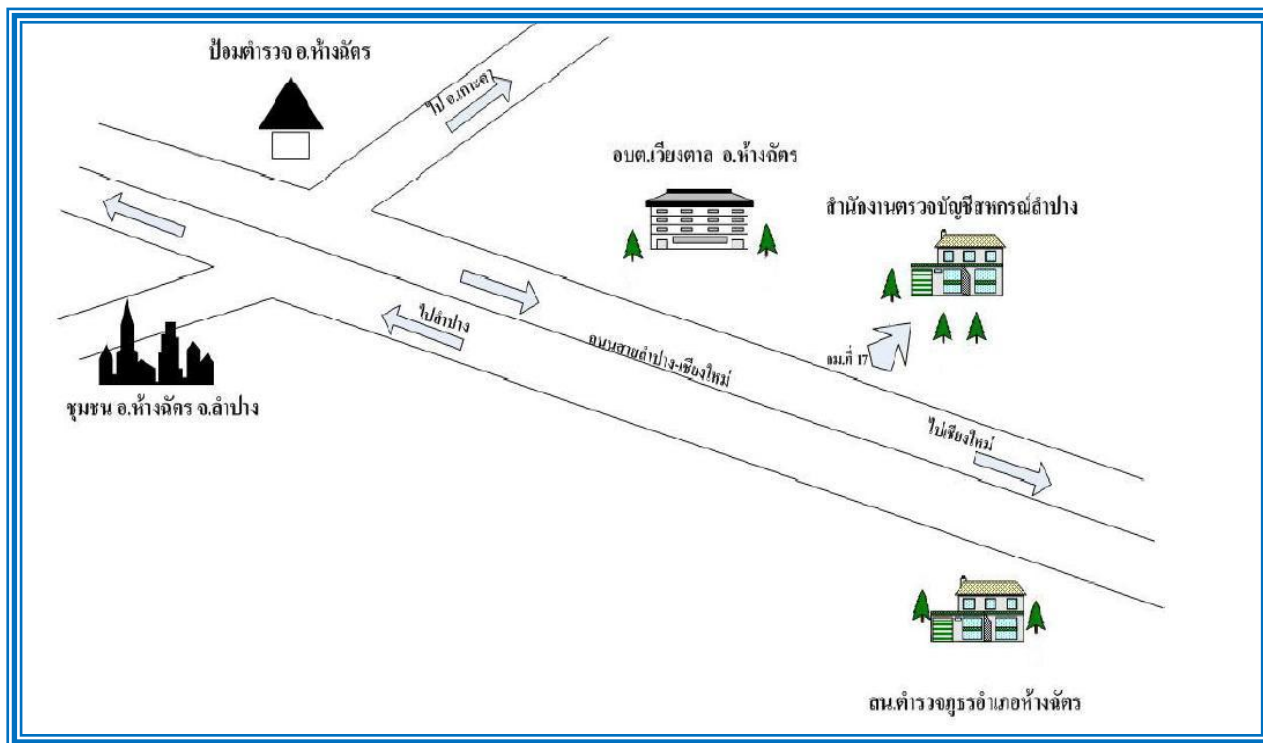 ป้อมตำรวจ อ.ห้างฉัตร
ไป อ.เกาะคา
อบต.เวียงตาล อ.ห้างฉัตร
สำนักงานตรวจบัญชีสหกรณ์ลำปาง
ไปลำปาง
ถนนสายลำปาง-เชียงใหม่
กม.ที่ 17
ชุมชน อ.ห้างฉัตร จ.ลำปาง
ไปเชียงใหม่
สน.ตำรวจภูธรอำเภอห้างฉัตร